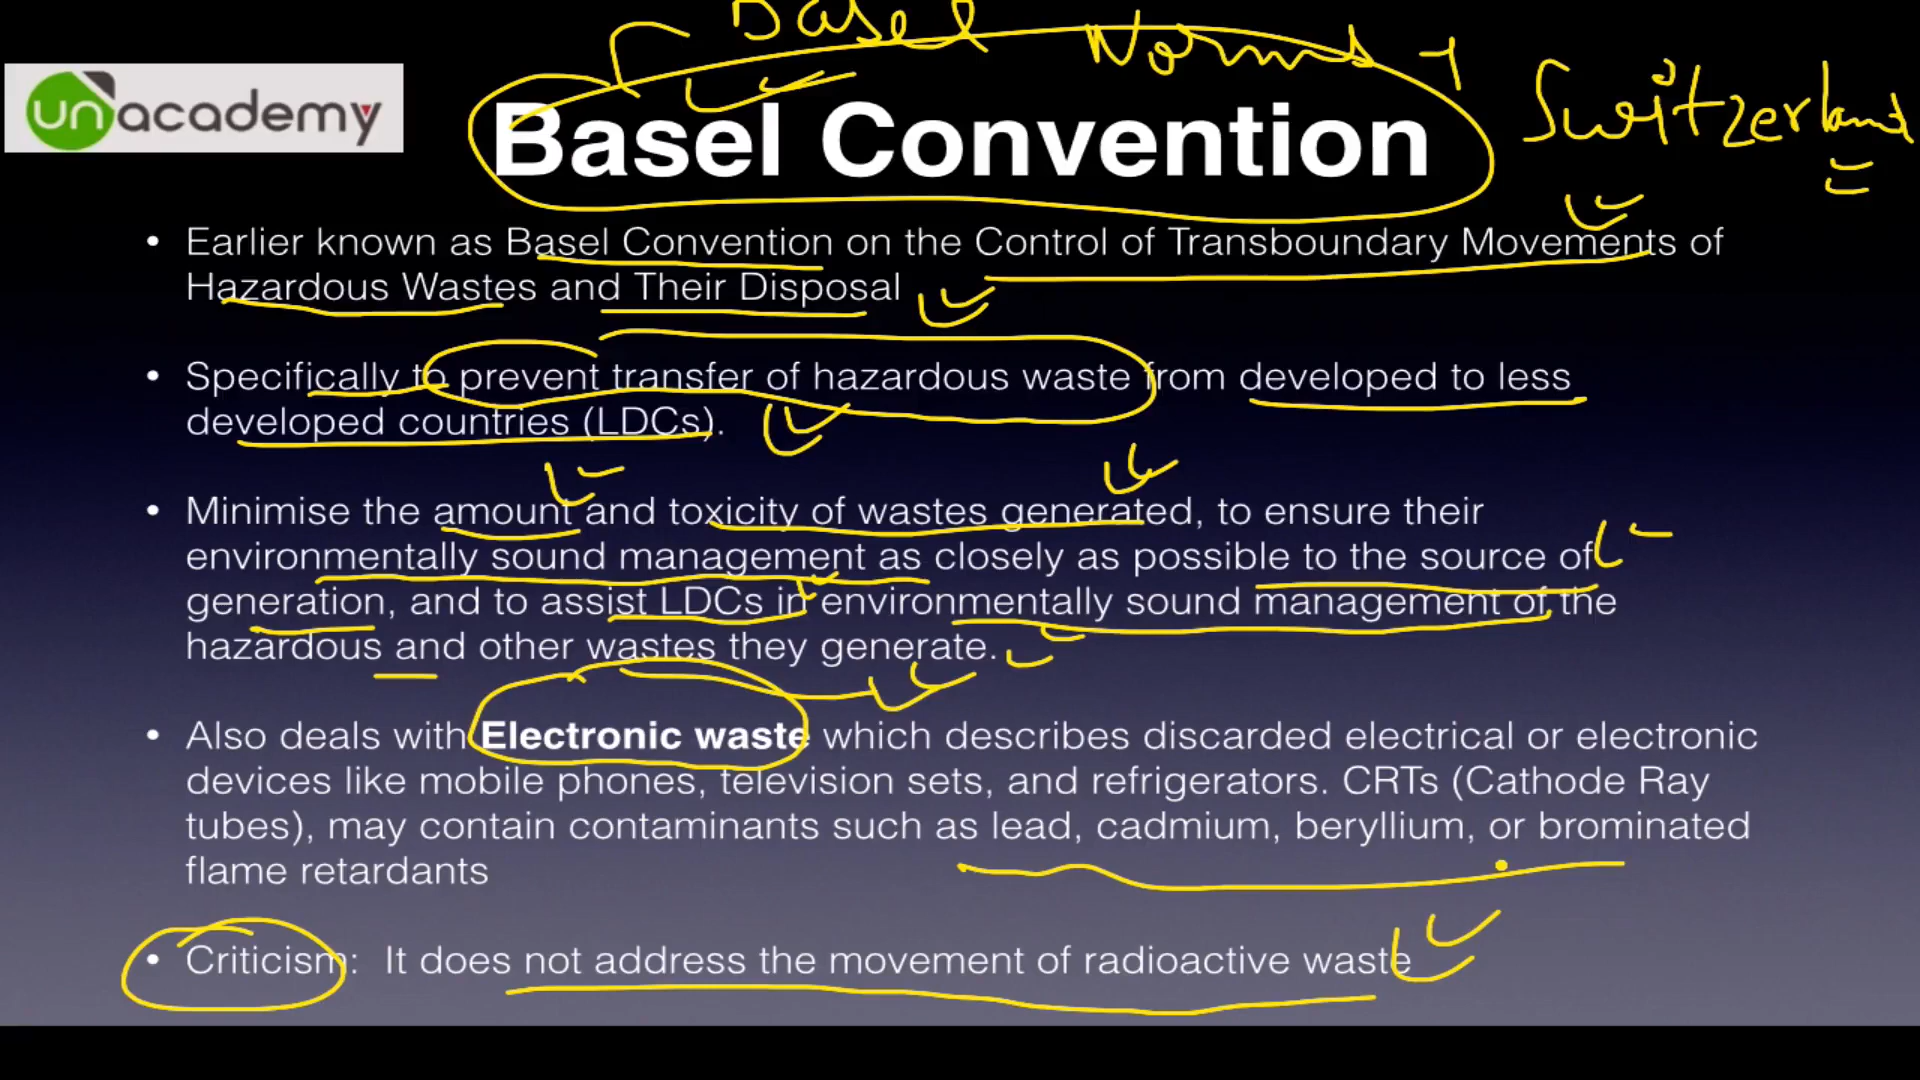 Basel Norms
Switzerland
unacademy
Basel Convention
• Earlier known as Basel Convention on the Control of Transboundary Movements of
Hazardous Wastes and Their Disposal
• Specifically to prevent transfer of hazardous waste from developed to less
developed countries (LDCs).
• Minimise the amount and toxicity of wastes generated, to ensure their
environmentally sound management as closely as possible to the source of
generation, and to assist LDCs in environmentally sound management of the
hazardous and other wastes they generate.
• Also deals with Electronic waste which describes discarded electrical or electronic
devices like mobile phones, television sets, and refrigerators. CRTs (Cathode Ray
tubes), may contain contaminants such as lead, cadmium, beryllium, or brominated
flame retardants
• Criticism: It does not address the movement of radioactive waste